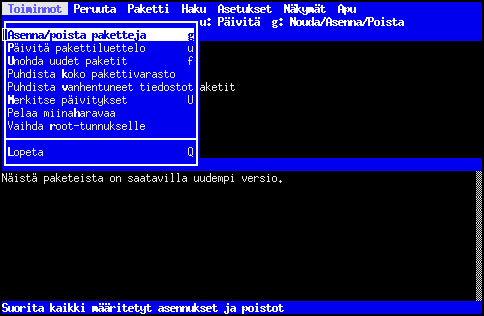 Toiminnot Peruuta Paketti Haku Asetukset Näkymät Apu
u: Päivitä g: Nouda/Asenna/Poista
Asenna/poista paketteja g
Päivitä pakettiluettelo u
Unohda uudet paketit f
Puhdista koko pakettivarasto
Puhdista vanhentuneet tiedostot aketit
Merkitse päivitykset U
Pelaa miinaharavaa
Vaihda root-tunnukselle
Lopeta Q
Näistä paketeista on saatavilla uudempi versio.
Suorita kaikki määritetyt asennukset ja poistot